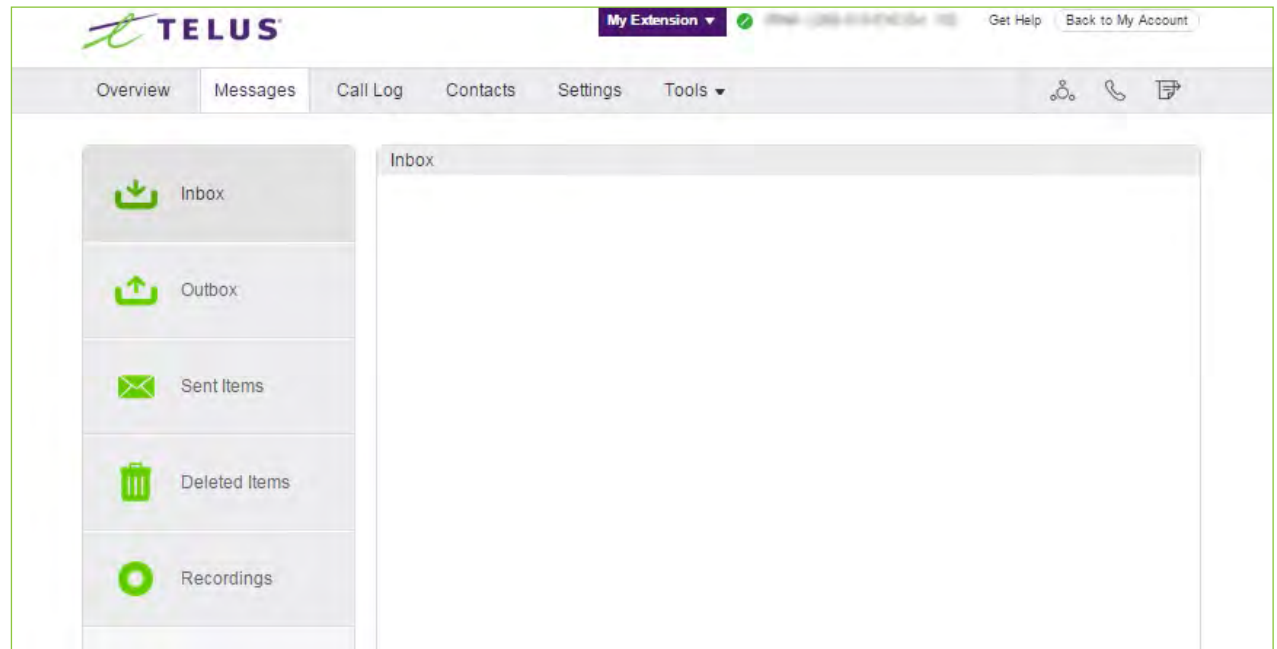 TELUS
My Extension Get Help Back to My Account
Overview Messages Call Log Contacts Settings Tools
Inbox
Inbox
Outbox
Sent Items
Deleted Items
Recordings